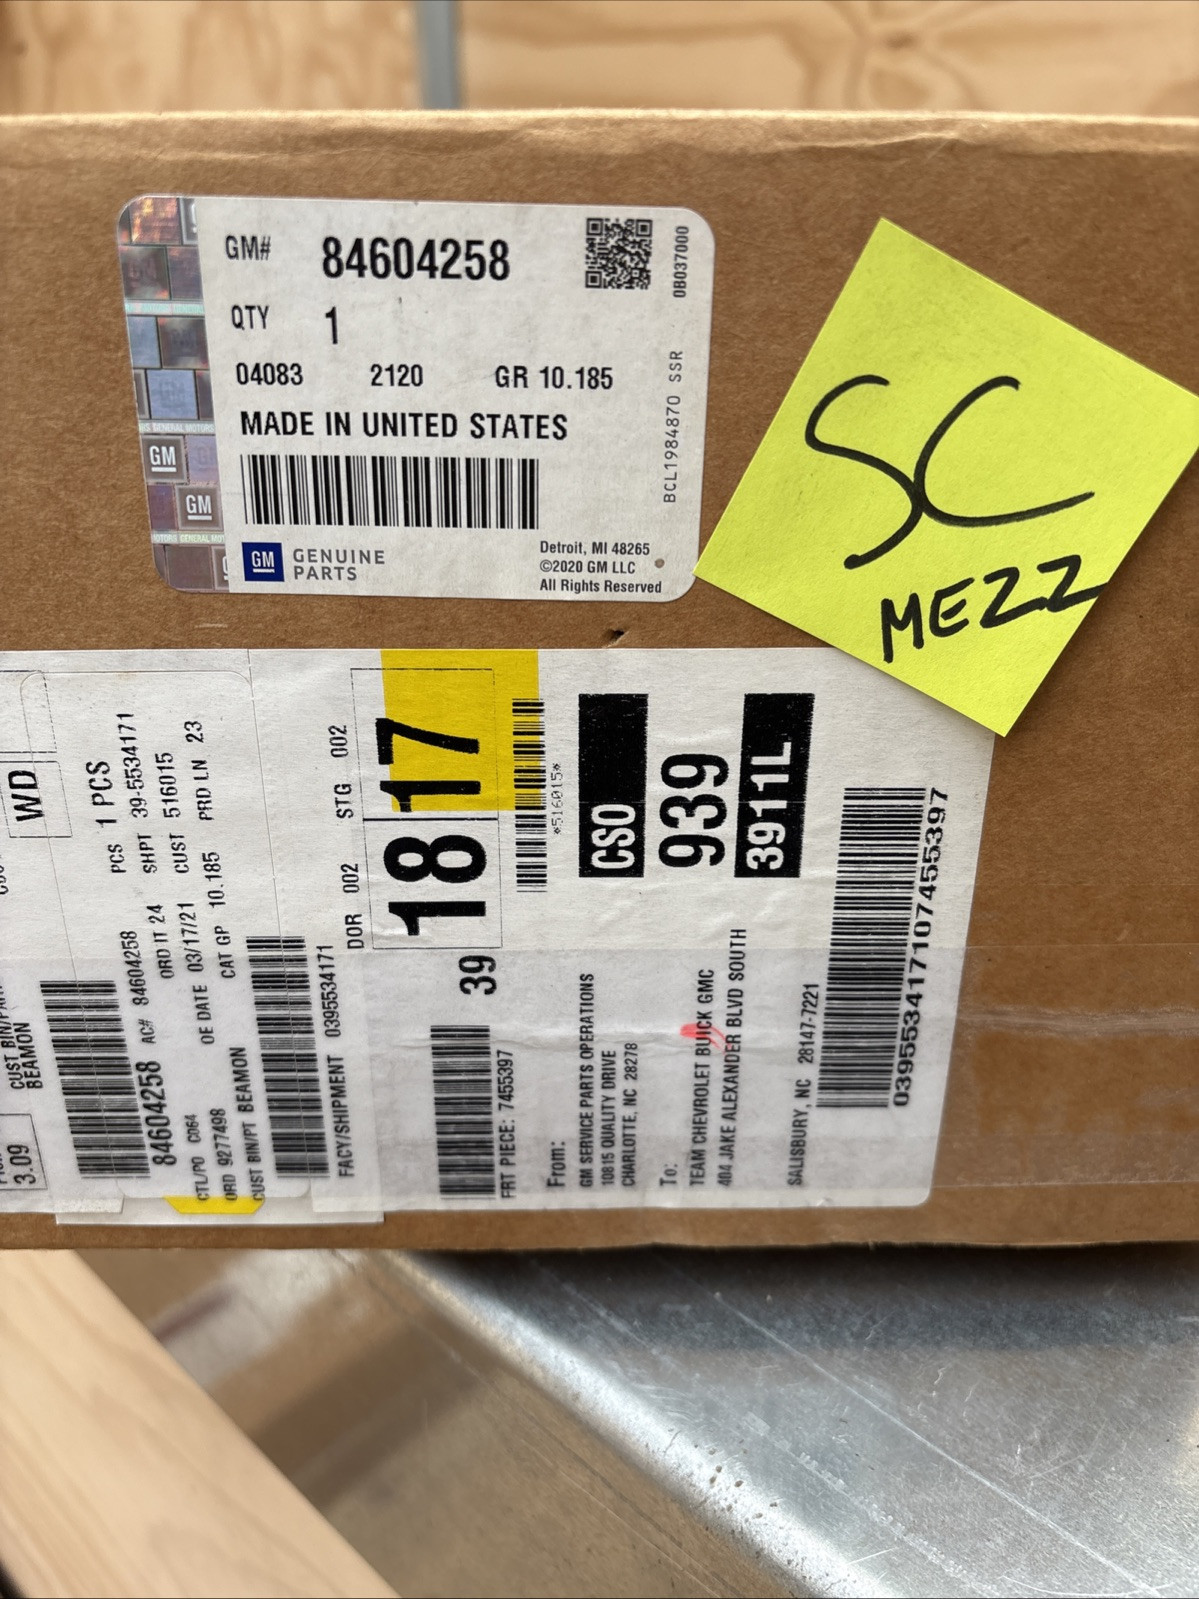 GM# 84604258
0B037000
QTY 1
04083 2120 GR 10.185
BCL1984870 SSR
MADE IN UNITED STATES
GM
GM
GM GENUINE PARTS
Detroit, MI 48265
©2020 GM LLC
All Rights Reserved
SC
MEZZ
WD
3.09
CUST BIN/PA
BEAMON
PCS 1 PCS
AC# 84604258 SHPT 39-5534171
ORD IT 24 CUST 516015
84604258 OE DATE 03/17/21 PRD LN 23
CTL/PO C064 CAT GP 10.185
ORD 9277498
CUST BIN/PT BEAMON
FACY/SHIPMENT 0395534171
DOR 002 STG 002
18 17
39
*516015*
FRT PIECE: 7455397
CSO
939
3911L
From:
GM SERVICE PARTS OPERATIONS
10815 QUALITY DRIVE
CHARLOTTE, NC 28278
To:
TEAM CHEVROLET BUICK GMC
404 JAKE ALEXANDER BLVD SOUTH
SALISBURY, NC 28147-7221
03955341717107455397